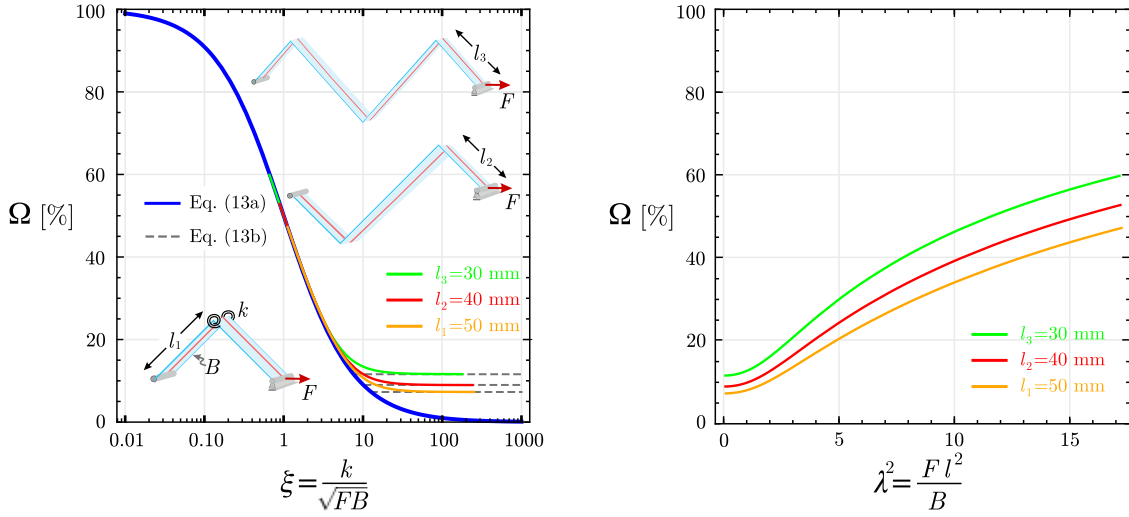 100
80
60
40
20
0
Ω [%]
0.01
0.10
1
10
100
1000
ξ = k / √FB
l₃
F
l₂
F
Eq. (13a)
Eq. (13b)
l₃=30 mm
l₂=40 mm
l₁=50 mm
l₁
k
B
F
100
80
60
40
20
0
Ω [%]
0
5
10
15
λ² = F l² / B
l₃=30 mm
l₂=40 mm
l₁=50 mm